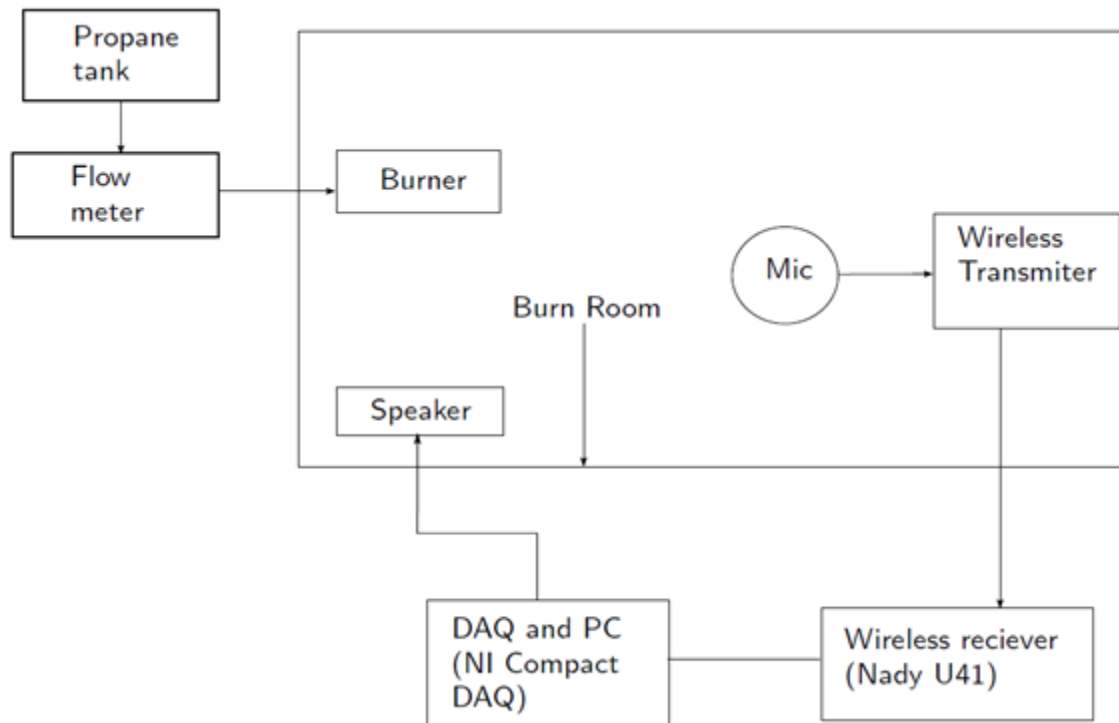 Propane
tank
Flow
meter
Burner
Mic
Wireless
Transmiter
Burn Room
Speaker
DAQ and PC
(NI Compact
DAQ)
Wireless reciever
(Nady U41)